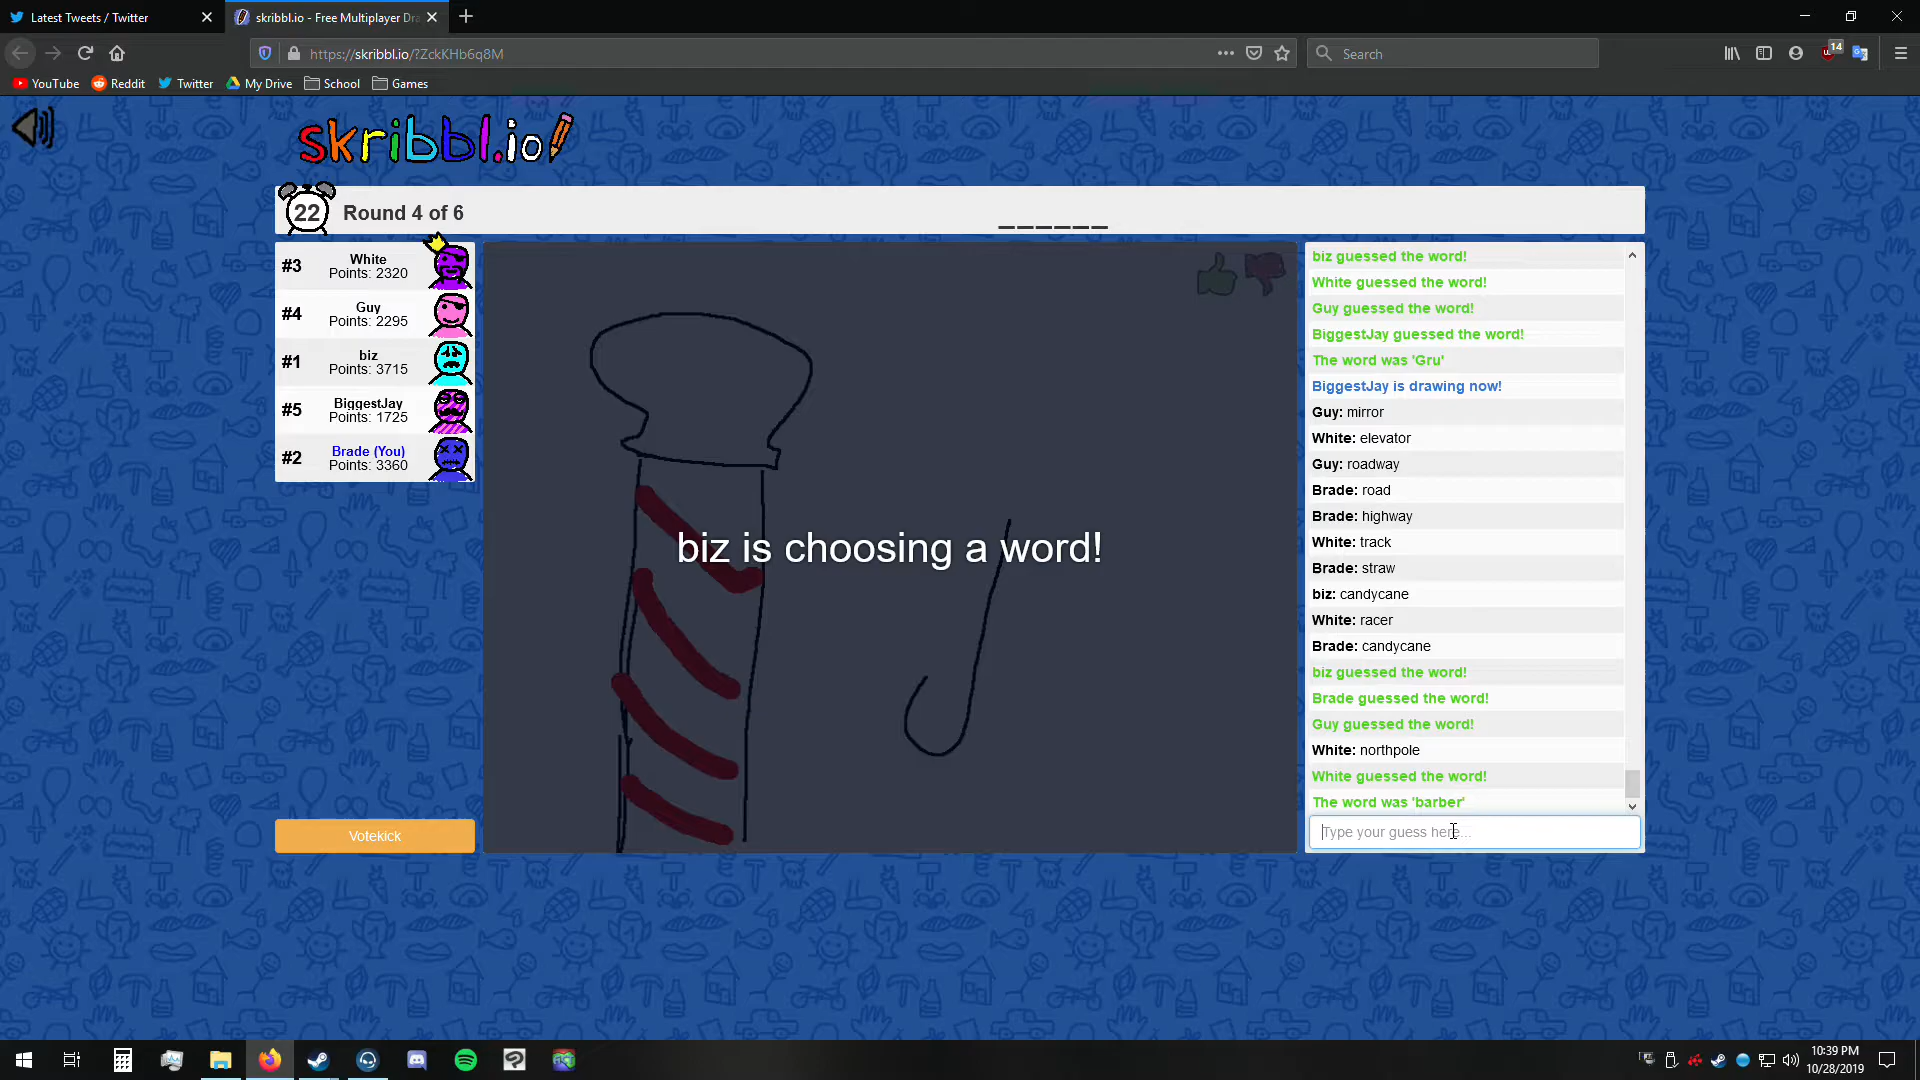 Latest Tweets / Twitter
skribbl.io - Free Multiplayer Dra
https://skribbl.io/?ZckKHb6q8M
Search
14
YouTube
Reddit
Twitter
My Drive
School
Games
skribbl.io
22
Round 4 of 6
______
#3
White
Points: 2320
#4
Guy
Points: 2295
#1
biz
Points: 3715
#5
BiggestJay
Points: 1725
#2
Brade (You)
Points: 3360
Votekick
biz is choosing a word!
biz guessed the word!
White guessed the word!
Guy guessed the word!
BiggestJay guessed the word!
The word was 'Gru'
BiggestJay is drawing now!
Guy: mirror
White: elevator
Guy: roadway
Brade: road
Brade: highway
White: track
Brade: straw
biz: candycane
White: racer
Brade: candycane
biz guessed the word!
Brade guessed the word!
Guy guessed the word!
White: northpole
White guessed the word!
The word was 'barber'
Type your guess here...
10:39 PM
10/28/2019